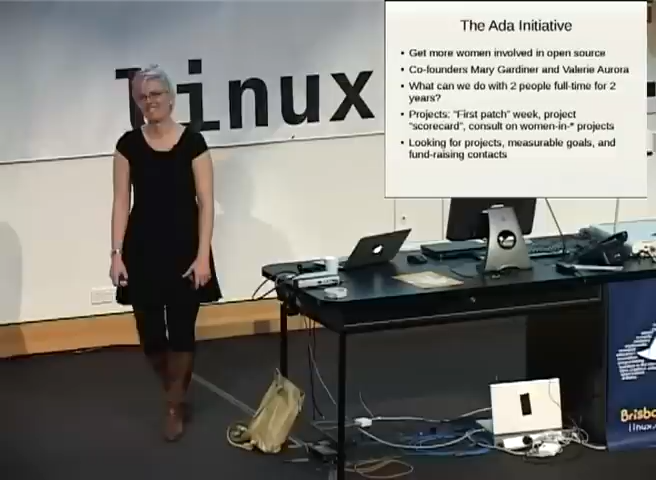 linux
The Ada Initiative
• Get more women involved in open source
• Co-founders Mary Gardiner and Valerie Aurora
• What can we do with 2 people full-time for 2
years?
• Projects: "First patch" week, project
"scorecard", consult on women-in-* projects
• Looking for projects, measurable goals, and
fund-raising contacts